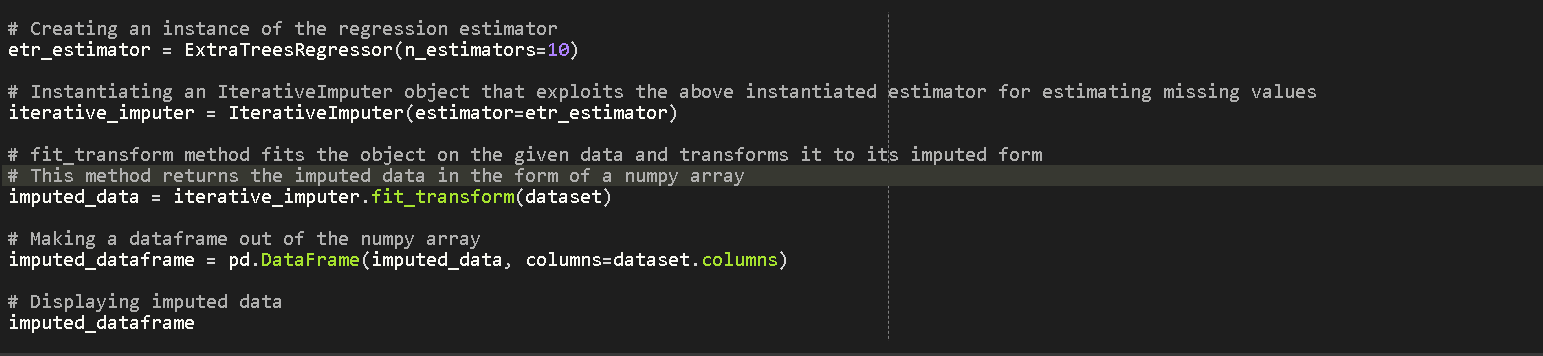 # Creating an instance of the regression estimator
etr_estimator = ExtraTreesRegressor(n_estimators=10)
# Instantiating an IterativeImputer object that exploits the above instantiated estimator for estimating missing values
iterative_imputer = IterativeImputer(estimator=etr_estimator)
# fit_transform method fits the object on the given data and transforms it to its imputed form
# This method returns the imputed data in the form of a numpy array
imputed_data = iterative_imputer.fit_transform(dataset)
# Making a dataframe out of the numpy array
imputed_dataframe = pd.DataFrame(imputed_data, columns=dataset.columns)
# Displaying imputed data
imputed_dataframe